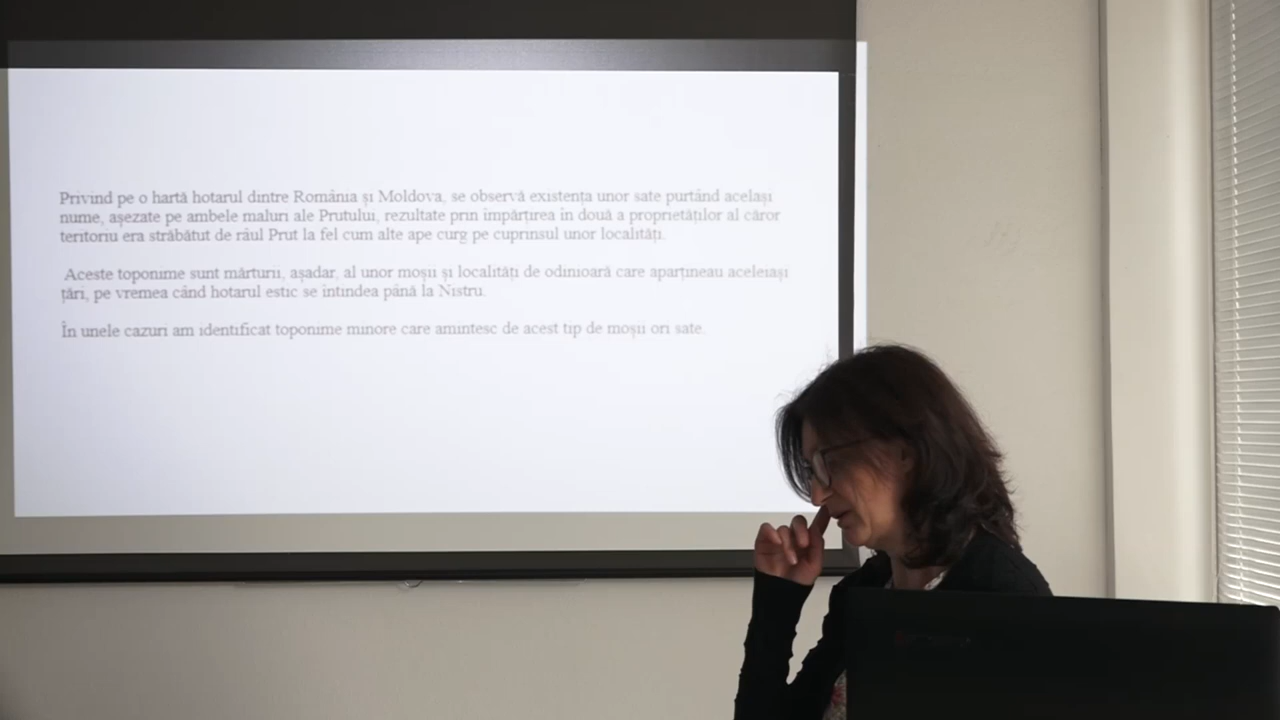 Privind pe o hartă hotarul dintre România și Moldova, se observă existența unor sate purtând același
nume, așezate pe ambele maluri ale Prutului, rezultate prin împărțirea în două a proprietăților al căror
teritoriu era străbătut de râul Prut la fel cum alte ape curg pe cuprinsul unor localități.
Aceste toponime sunt mărturii, așadar, al unor moșii și localități de odinioară care aparțineau aceleiași
țări, pe vremea când hotarul estic se întindea până la Nistru.
În unele cazuri am identificat toponime minore care amintesc de acest tip de moșii ori sate.